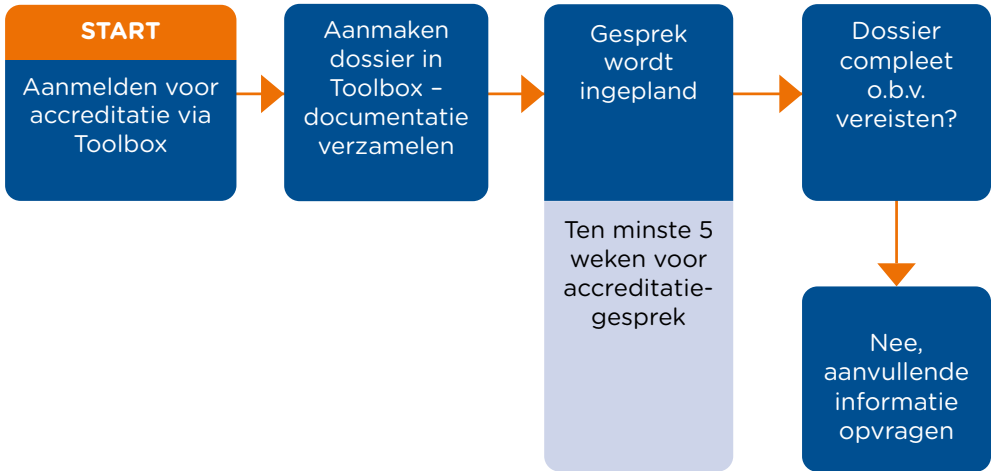 START
Aanmelden voor
accreditatie via
Toolbox
Aanmaken
dossier in
Toolbox –
documentatie
verzamelen
Gesprek
wordt
ingepland
Ten minste 5
weken voor
accreditatie-
gesprek
Dossier
compleet
o.b.v.
vereisten?
Nee,
aanvullende
informatie
opvragen